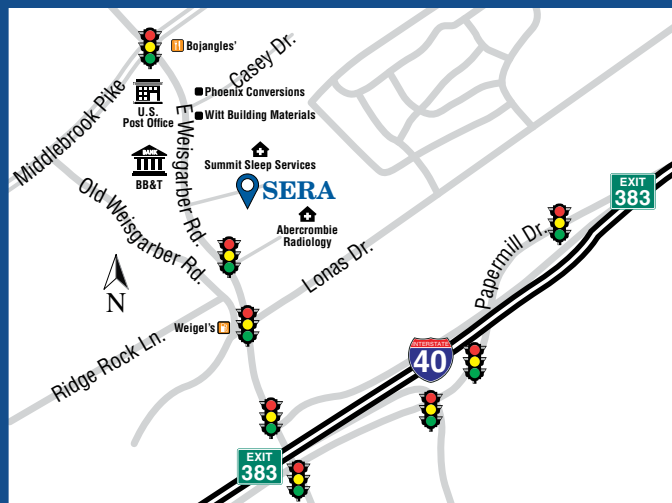 Bojangles'
Casey Dr.
Middlebrook Pike
Phoenix Conversions
U.S.
Post Office
Witt Building Materials
E Weisgarber Rd.
BANK
BB&T
Summit Sleep Services
SERA
EXIT
383
Old Weisgarber Rd.
Abercrombie
Radiology
Papermill Dr.
Lonas Dr.
N
Weigel's
Ridge Rock Ln.
INTERSTATE
40
EXIT
383